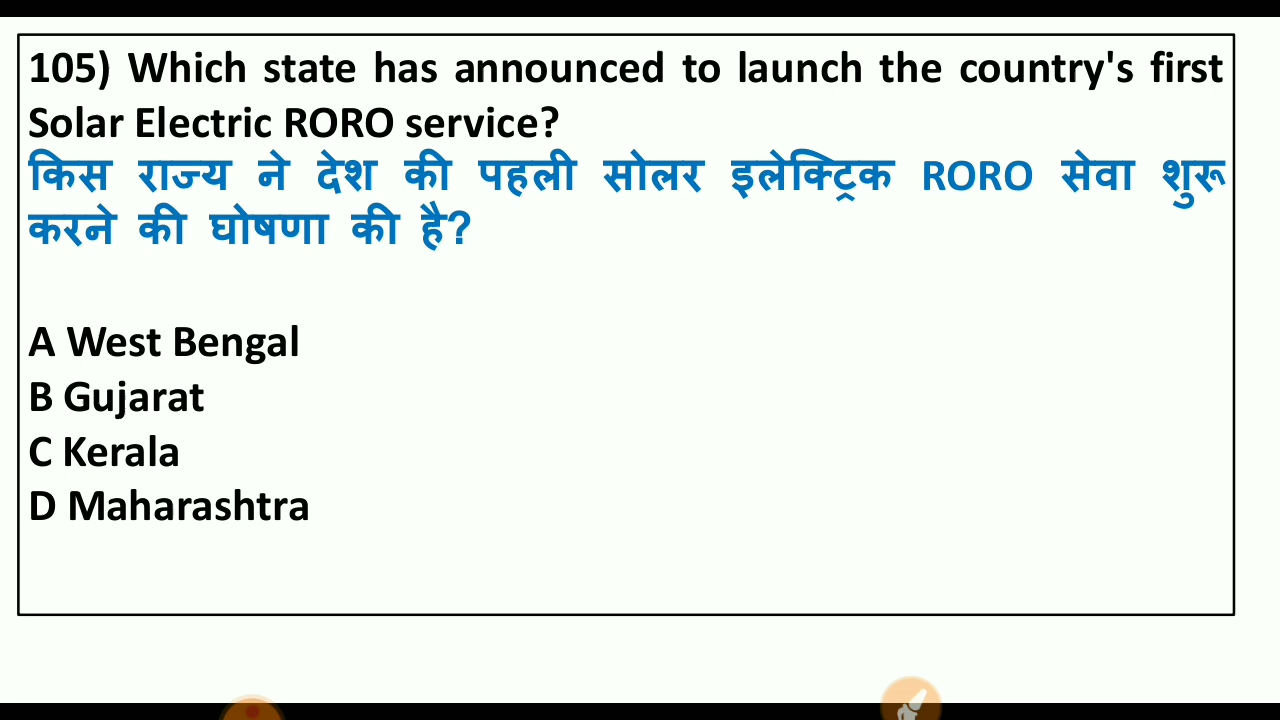 105) Which state has announced to launch the country's first
Solar Electric RORO service?
किस राज्य ने देश की पहली सोलर इलेक्ट्रिक RORO सेवा शुरू
करने की घोषणा की है?
A West Bengal
B Gujarat
C Kerala
D Maharashtra